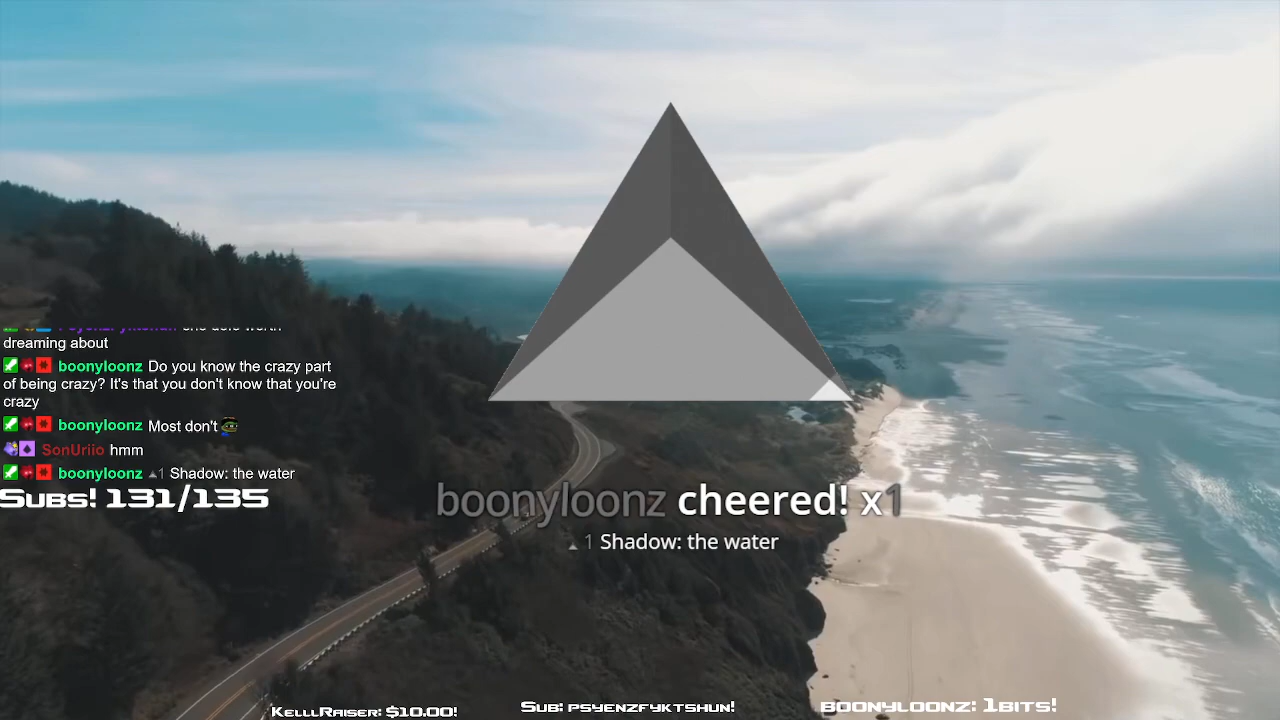 dreaming about
boonyloonz Do you know the crazy part
of being crazy? It's that you don't know that you're
crazy
boonyloonz Most don't
SonUriio hmm
boonyloonz 1 Shadow: the water
Subs! 131/135
boonyloonz cheered! x1
1 Shadow: the water
KellRaiser: $10.00!
Sub: psyenzfyktshun!
boonyloonz: 1bits!